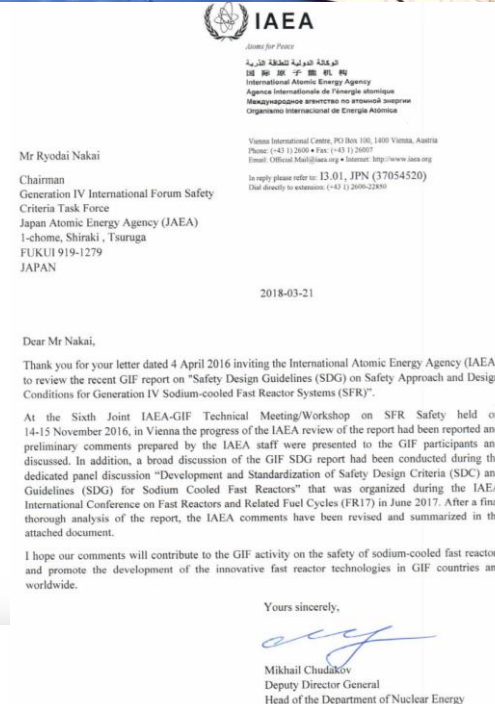 IAEA
Atoms for Peace
الوكالة الدولية للطاقة الذرية
国 际 原 子 能 机 构
International Atomic Energy Agency
Agence internationale de l'énergie atomique
Международное агентство по атомной энергии
Organismo Internacional de Energía Atómica
Vienna International Centre, PO Box 100, 1400 Vienna, Austria
Phone: (+43 1) 2600 • Fax: (+43 1) 26007
Email: Official.Mail@iaea.org • Internet: http://www.iaea.org
In reply please refer to: I3.01, JPN (37054520)
Dial directly to extension: (+43 1) 2600-22850
Mr Ryodai Nakai
Chairman
Generation IV International Forum Safety
Criteria Task Force
Japan Atomic Energy Agency (JAEA)
1-chome, Shiraki , Tsuruga
FUKUI 919-1279
JAPAN
2018-03-21
Dear Mr Nakai,
Thank you for your letter dated 4 April 2016 inviting the International Atomic Energy Agency (IAEA
to review the recent GIF report on "Safety Design Guidelines (SDG) on Safety Approach and Design
Conditions for Generation IV Sodium-cooled Fast Reactor Systems (SFR)".
At the Sixth Joint IAEA-GIF Technical Meeting/Workshop on SFR Safety held o
14-15 November 2016, in Vienna the progress of the IAEA review of the report had been reported an
preliminary comments prepared by the IAEA staff were presented to the GIF participants an
discussed. In addition, a broad discussion of the GIF SDG report had been conducted during th
dedicated panel discussion "Development and Standardization of Safety Design Criteria (SDC) an
Guidelines (SDG) for Sodium Cooled Fast Reactors" that was organized during the IAEA
International Conference on Fast Reactors and Related Fuel Cycles (FR17) in June 2017. After a fina
thorough analysis of the report, the IAEA comments have been revised and summarized in th
attached document.
I hope our comments will contribute to the GIF activity on the safety of sodium-cooled fast reactor
and promote the development of the innovative fast reactor technologies in GIF countries an
worldwide.
Yours sincerely,
Mikhail Chudakov
Deputy Director General
Head of the Department of Nuclear Energy